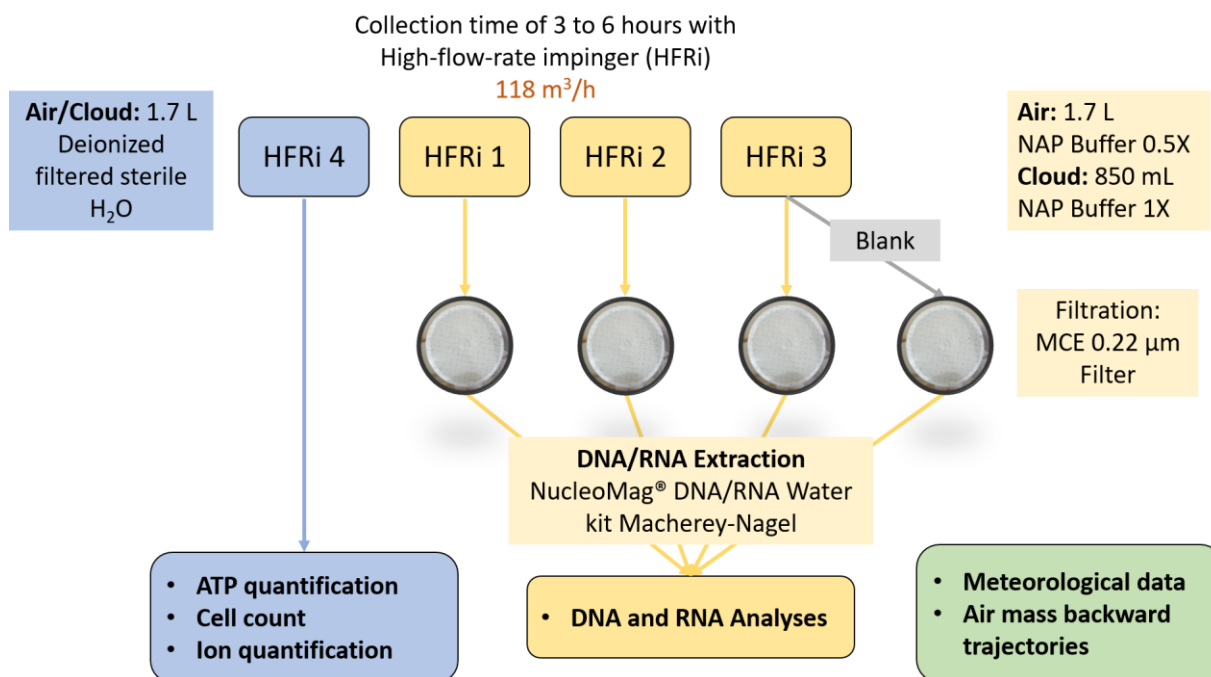 Collection time of 3 to 6 hours with
High-flow-rate impinger (HFRi)
118 m³/h
Air/Cloud: 1.7 L
Deionized
filtered sterile
H₂O
HFRi 4
HFRi 1
HFRi 2
HFRi 3
Air: 1.7 L
NAP Buffer 0.5X
Cloud: 850 mL
NAP Buffer 1X
Blank
Filtration:
MCE 0.22 µm
Filter
DNA/RNA Extraction
NucleoMag® DNA/RNA Water
kit Macherey-Nagel
• ATP quantification
• Cell count
• Ion quantification
• DNA and RNA Analyses
• Meteorological data
• Air mass backward
trajectories